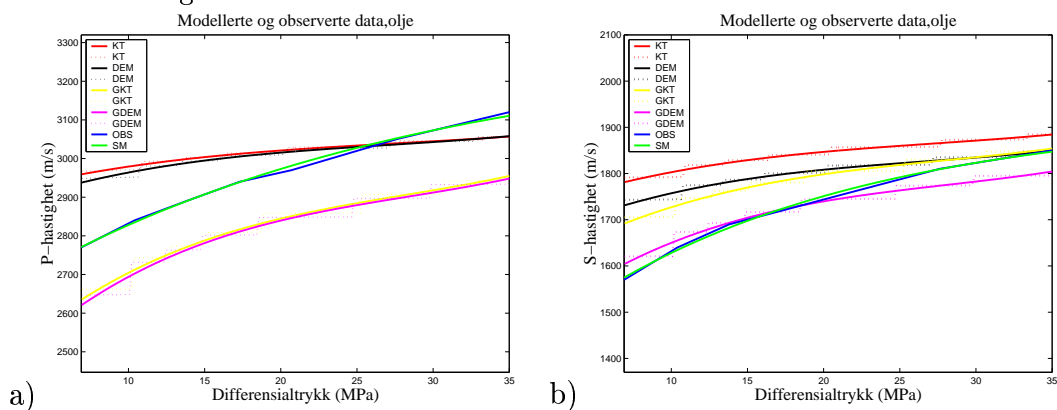 Modellerte og observerte data,olje
3300
3200
3100
3000
2900
2800
2700
2600
2500
P−hastighet (m/s)
KT
KT
DEM
DEM
GKT
GKT
GDEM
GDEM
OBS
SM
10
15
20
25
30
35
Differensialtrykk (MPa)
a)
Modellerte og observerte data,olje
2100
2000
1900
1800
1700
1600
1500
1400
S−hastighet (m/s)
KT
KT
DEM
DEM
GKT
GKT
GDEM
GDEM
OBS
SM
10
15
20
25
30
35
Differensialtrykk (MPa)
b)